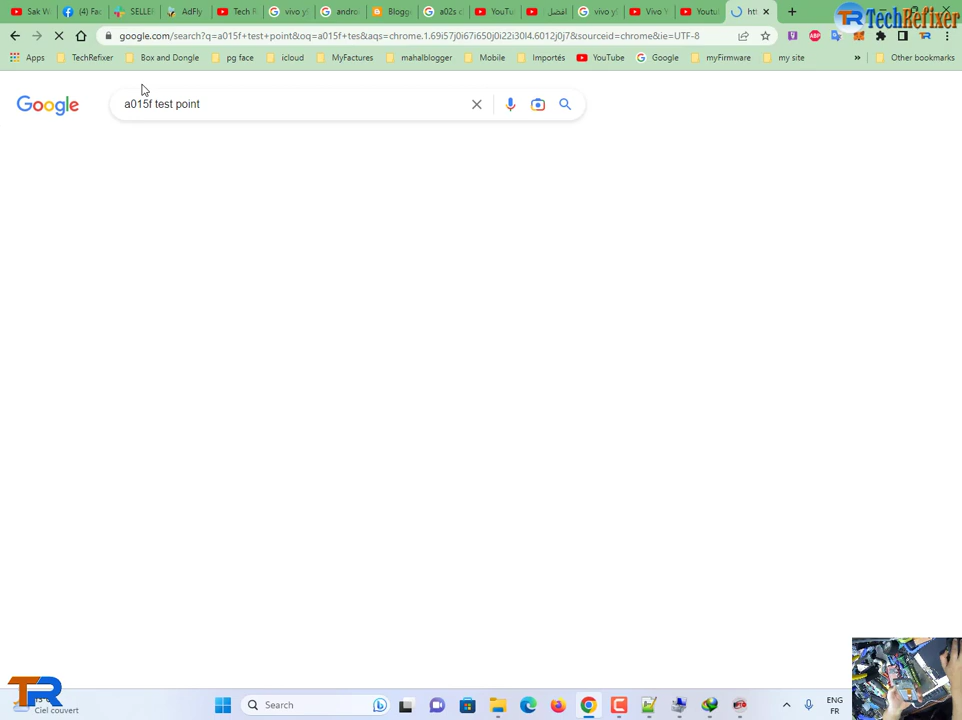 Sak W
(4) Fac
SELLE
AdFly
Tech R
vivo y
andro
Blogg
a02s c
YouTu
افضل
vivo y
Vivo Y
Youtu
htt
TechRefixer
google.com/search?q=a015f+test+point&oq=a015f+tes&aqs=chrome.1.69i57j0i67i650j0i22i30l4.6012j0j7&sourceid=chrome&ie=UTF-8
Apps
TechRefixer
Box and Dongle
pg face
icloud
MyFactures
mahalblogger
Mobile
Importés
YouTube
Google
myFirmware
my site
»
Other bookmarks
Google
a015f test point
TR
Ciel couvert
Search
ENG
FR